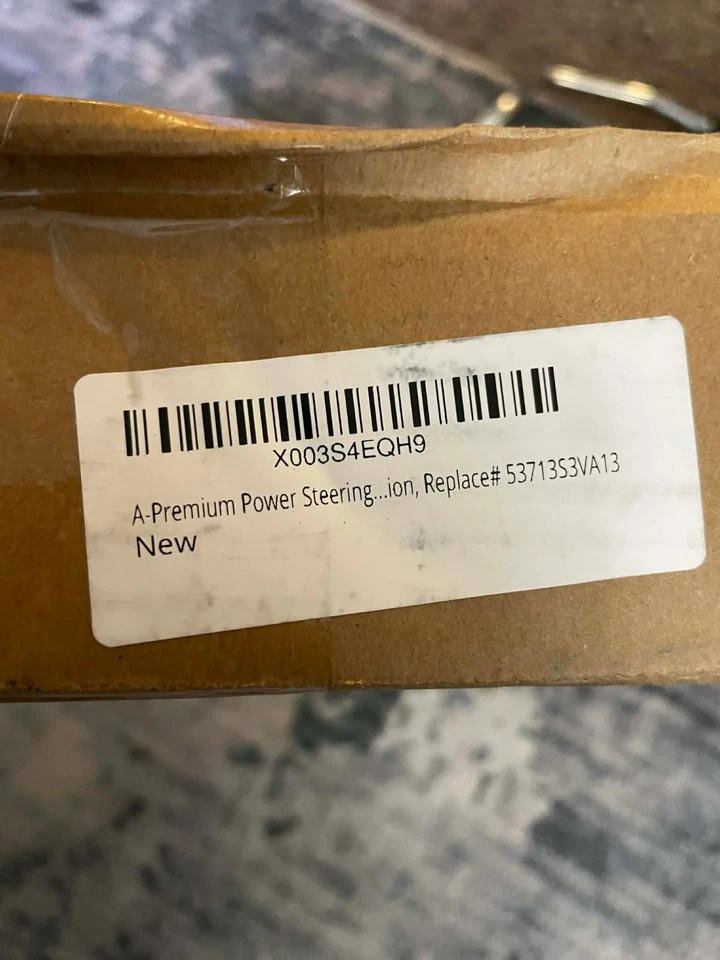 X003S4EQH9
A-Premium Power Steering...ion, Replace# 53713S3VA13
New